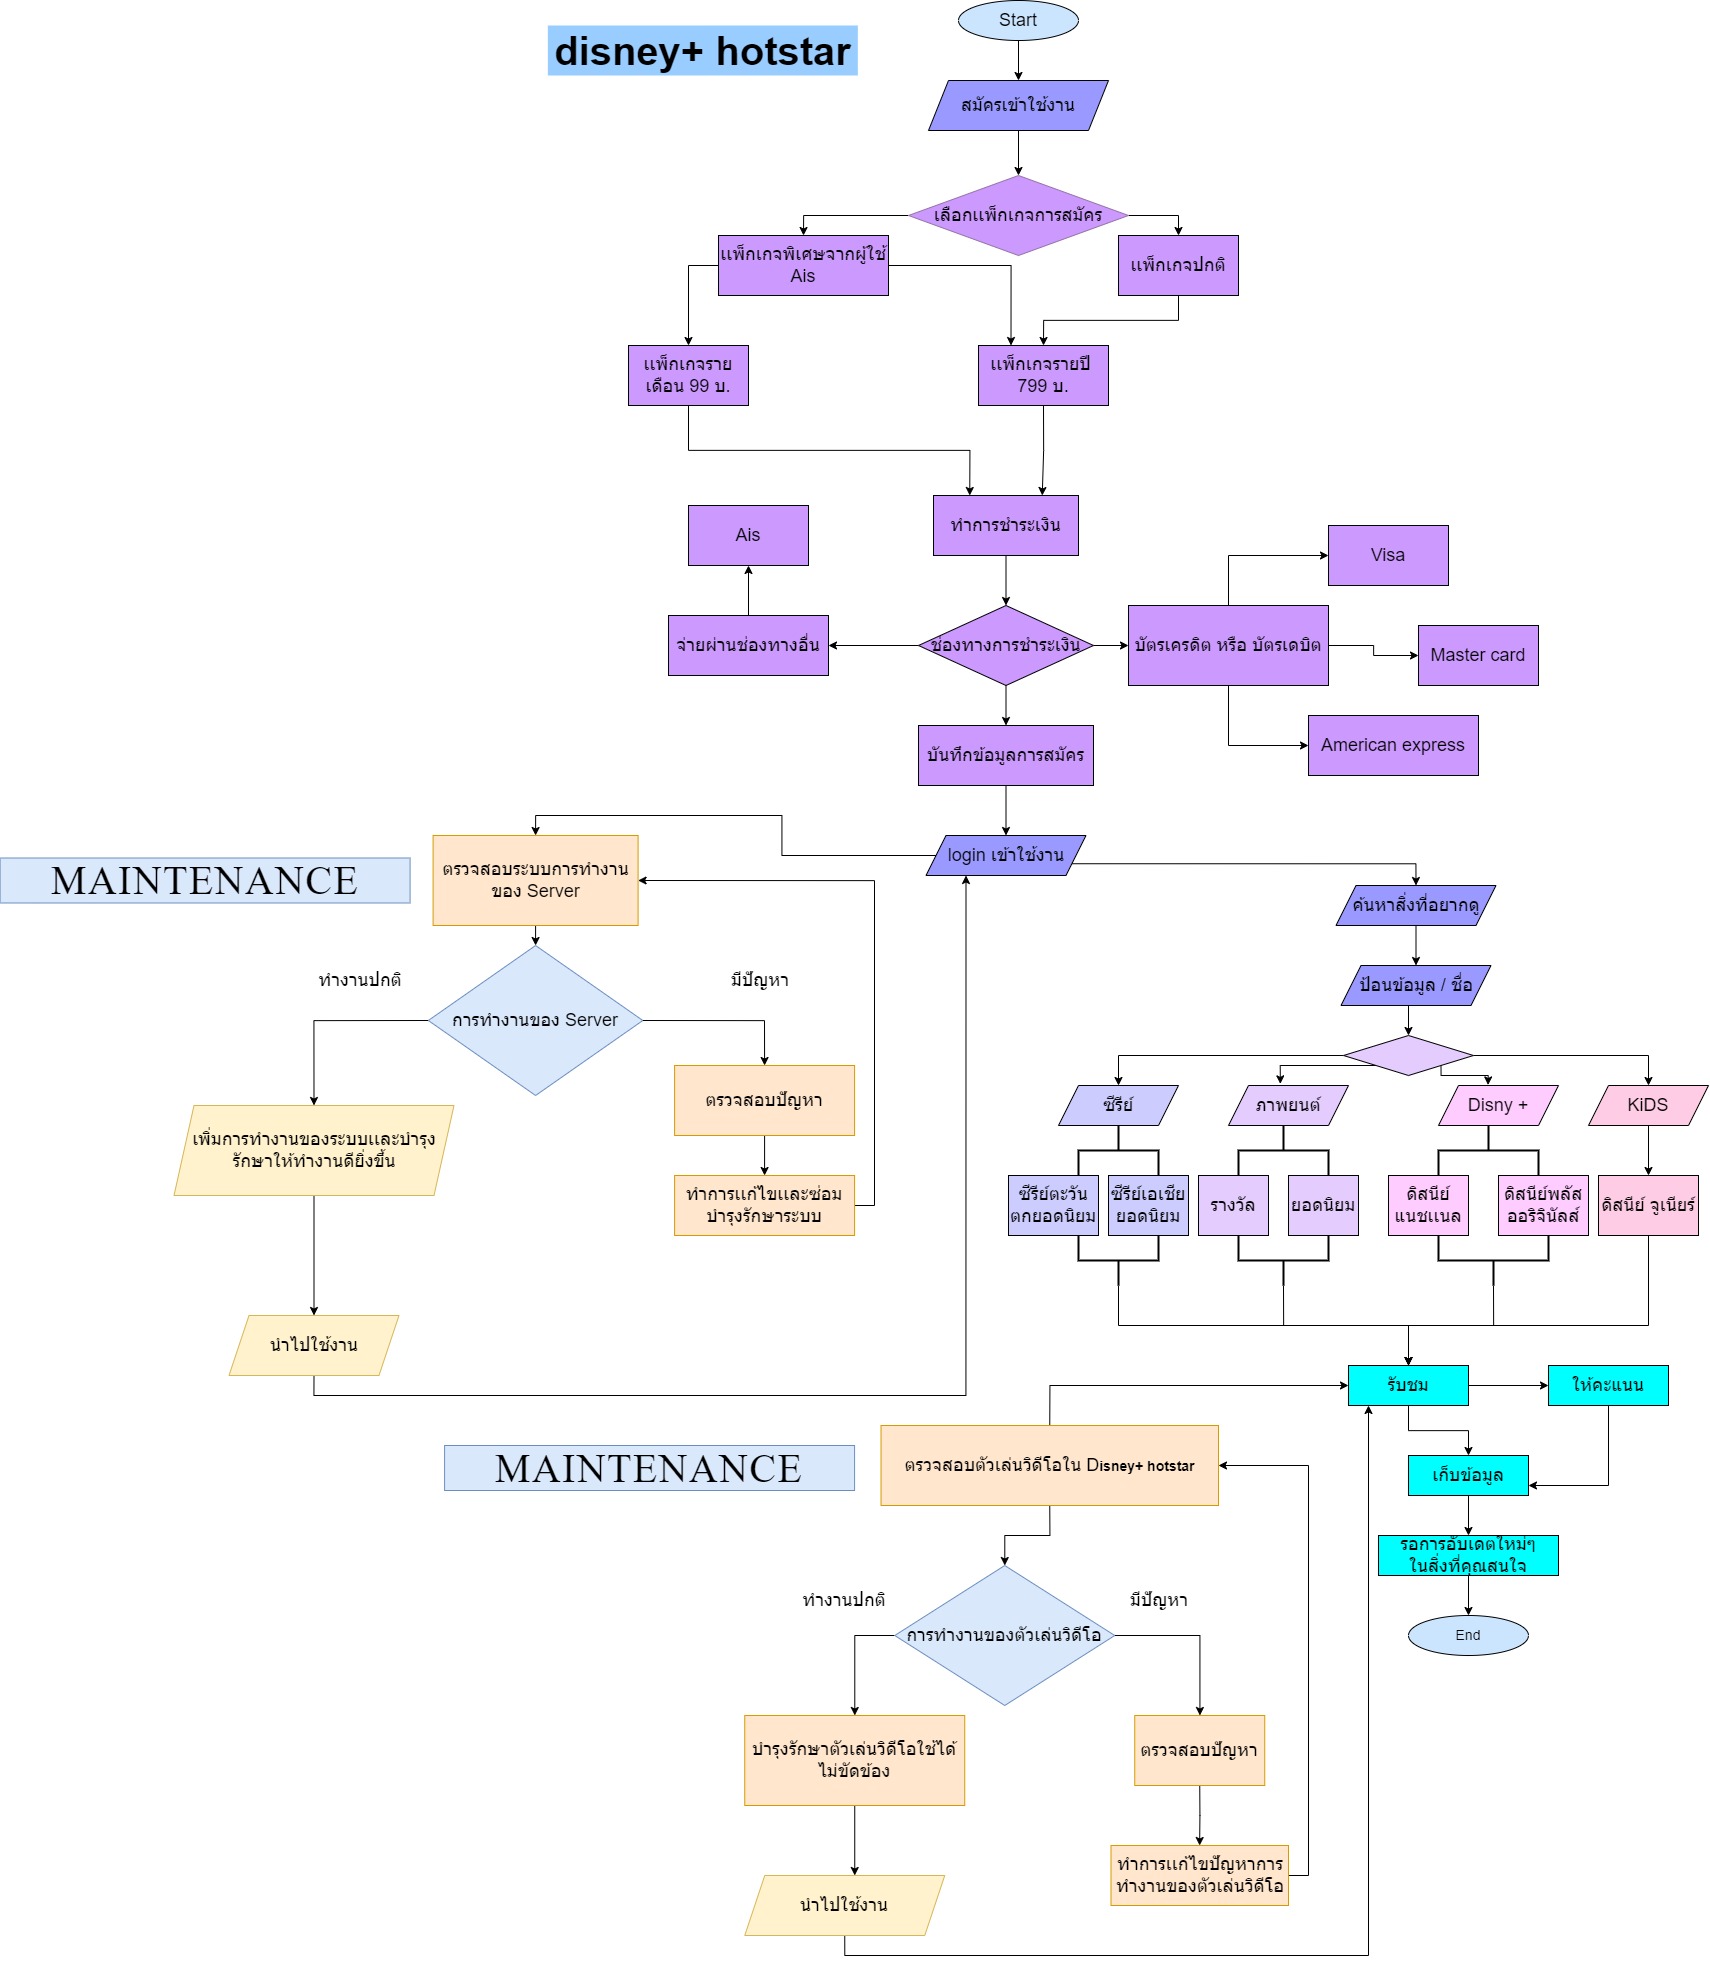 Start
disney+ hotstar
สมัครเข้าใช้งาน
เลือกแพ็กเกจการสมัคร
แพ็กเกจพิเศษจากผู้ใช้
Ais
แพ็กเกจปกติ
แพ็กเกจราย
เดือน 99 บ.
แพ็กเกจรายปี
799 บ.
ทำการชำระเงิน
Ais
Visa
จ่ายผ่านช่องทางอื่น
ช่องทางการชำระเงิน
บัตรเครดิต หรือ บัตรเดบิต
Master card
American express
บันทึกข้อมูลการสมัคร
login เข้าใช้งาน
MAINTENANCE
ตรวจสอบระบบการทำงาน
ของ Server
ค้นหาสิ่งที่อยากดู
ทำงานปกติ
มีปัญหา
ป้อนข้อมูล / ชื่อ
การทำงานของ Server
ตรวจสอบปัญหา
ซีรีย์
ภาพยนต์
Disny +
KiDS
เพิ่มการทำงานของระบบและบำรุง
รักษาให้ทำงานดียิ่งขึ้น
ทำการแก้ไขและซ่อม
บำรุงรักษาระบบ
ซีรีย์ตะวัน
ตกยอดนิยม
ซีรีย์เอเชีย
ยอดนิยม
รางวัล
ยอดนิยม
ดิสนีย์
แนชแนล
ดิสนีย์พลัส
ออริจินัลส์
ดิสนีย์ จูเนียร์
นำไปใช้งาน
รับชม
ให้คะแนน
MAINTENANCE
ตรวจสอบตัวเล่นวิดีโอใน Disney+ hotstar
เก็บข้อมูล
รอการอัปเดตใหม่ๆ
ในสิ่งที่คุณสนใจ
ทำงานปกติ
มีปัญหา
การทำงานของตัวเล่นวิดีโอ
End
บำรุงรักษาตัวเล่นวิดีโอใช้ได้
ไม่ขัดข้อง
ตรวจสอบปัญหา
ทำการแก้ไขปัญหาการ
ทำงานของตัวเล่นวิดีโอ
นำไปใช้งาน